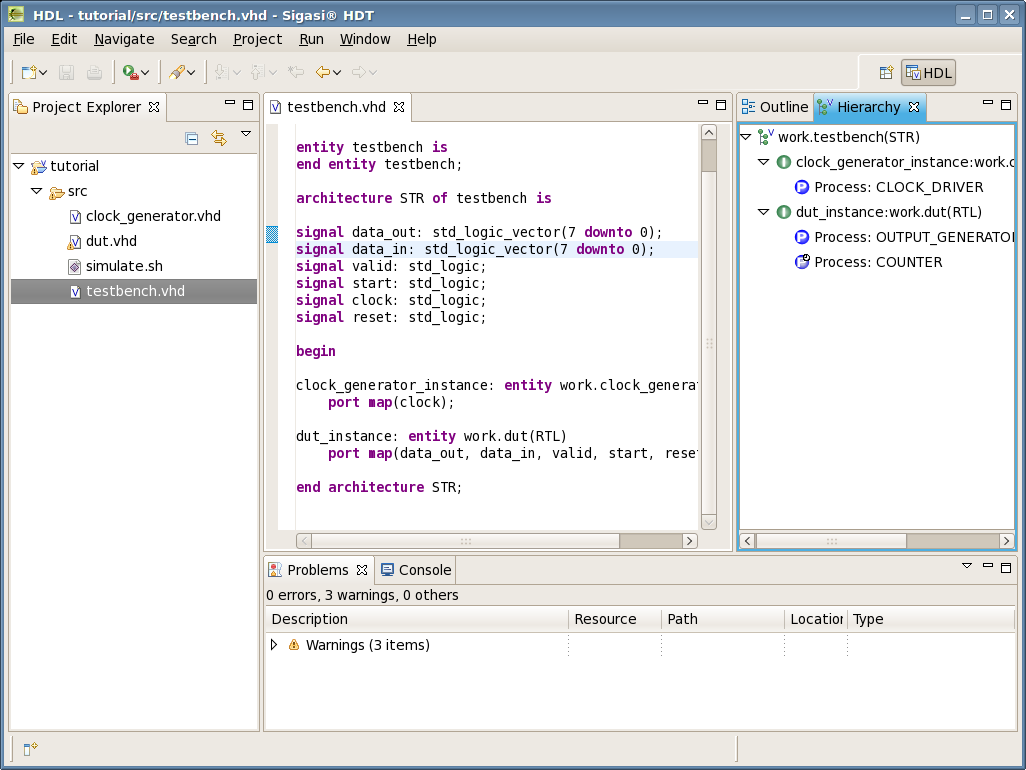 HDL - tutorial/src/testbench.vhd - Sigasi® HDT
File Edit Navigate Search Project Run Window Help
HDL
Project Explorer
tutorial
src
clock_generator.vhd
dut.vhd
simulate.sh
testbench.vhd
testbench.vhd
entity testbench is
end entity testbench;
architecture STR of testbench is
signal data_out: std_logic_vector(7 downto 0);
signal data_in: std_logic_vector(7 downto 0);
signal valid: std_logic;
signal start: std_logic;
signal clock: std_logic;
signal reset: std_logic;
begin
clock_generator_instance: entity work.clock_genera
port map(clock);
dut_instance: entity work.dut(RTL)
port map(data_out, data_in, valid, start, rese
end architecture STR;
Outline Hierarchy
work.testbench(STR)
clock_generator_instance:work.c
Process: CLOCK_DRIVER
dut_instance:work.dut(RTL)
Process: OUTPUT_GENERATO
Process: COUNTER
Problems Console
0 errors, 3 warnings, 0 others
Description Resource Path Location Type
Warnings (3 items)